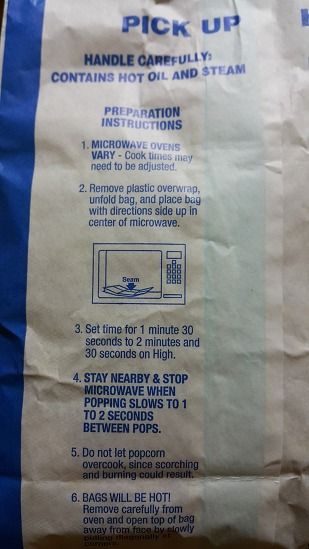 PICK UP
HANDLE CAREFULLY:
CONTAINS HOT OIL AND STEAM
PREPARATION
INSTRUCTIONS
1. MICROWAVE OVENS
VARY - Cook times may
need to be adjusted.
2. Remove plastic overwrap,
unfold bag, and place bag
with directions side up in
center of microwave.
Seam
3. Set time for 1 minute 30
seconds to 2 minutes and
30 seconds on High.
4. STAY NEARBY & STOP
MICROWAVE WHEN
POPPING SLOWS TO 1
TO 2 SECONDS
BETWEEN POPS.
5. Do not let popcorn
overcook, since scorching
and burning could result.
6. BAGS WILL BE HOT!
Remove carefully from
oven and open top of bag
away from face by slowly
pulling diagonally at
corners.